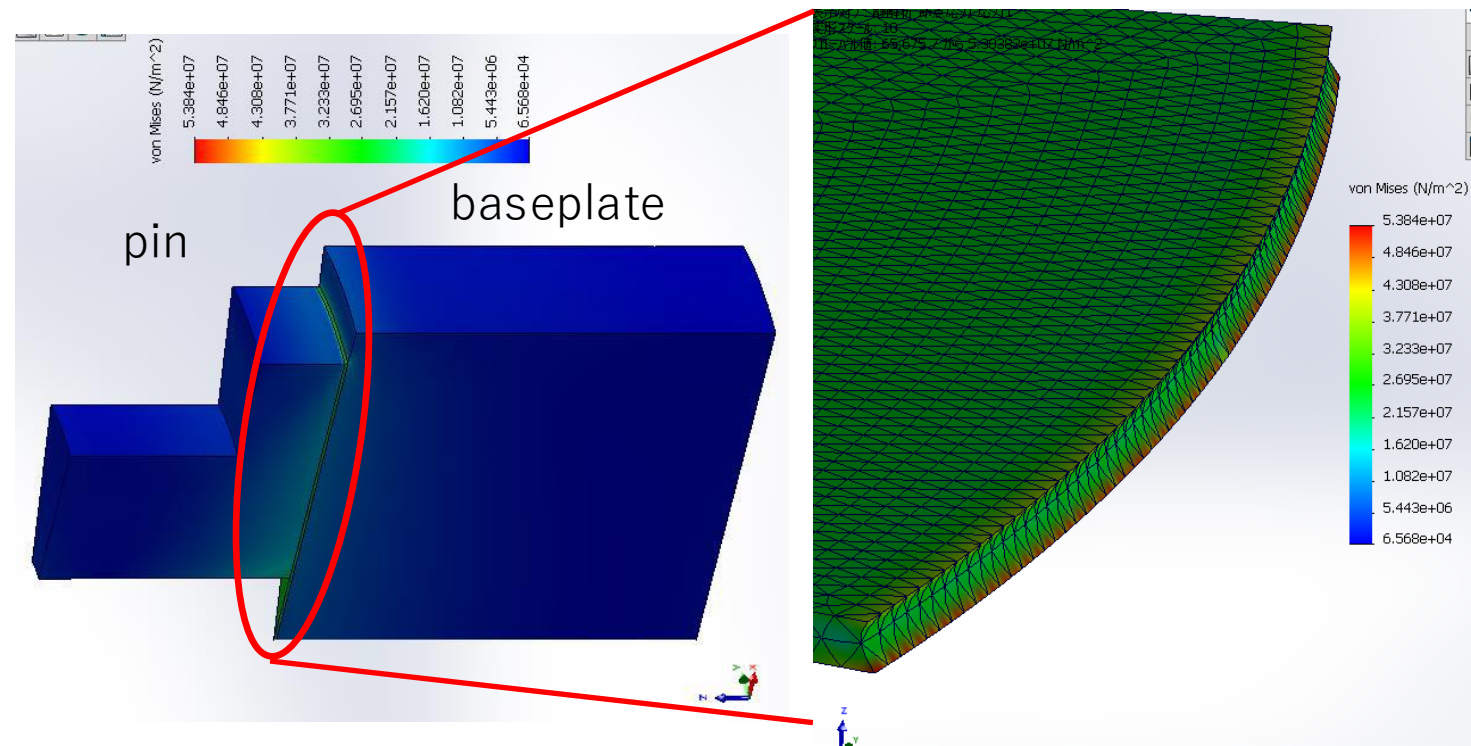 von Mises (N/m^2)
5.384e+07
4.846e+07
4.308e+07
3.771e+07
3.233e+07
2.695e+07
2.157e+07
1.620e+07
1.082e+07
5.443e+06
6.568e+04
pin
baseplate
von Mises (N/m^2)
5.384e+07
4.846e+07
4.308e+07
3.771e+07
3.233e+07
2.695e+07
2.157e+07
1.620e+07
1.082e+07
5.443e+06
6.568e+04
Y
X
Z
Z
Y